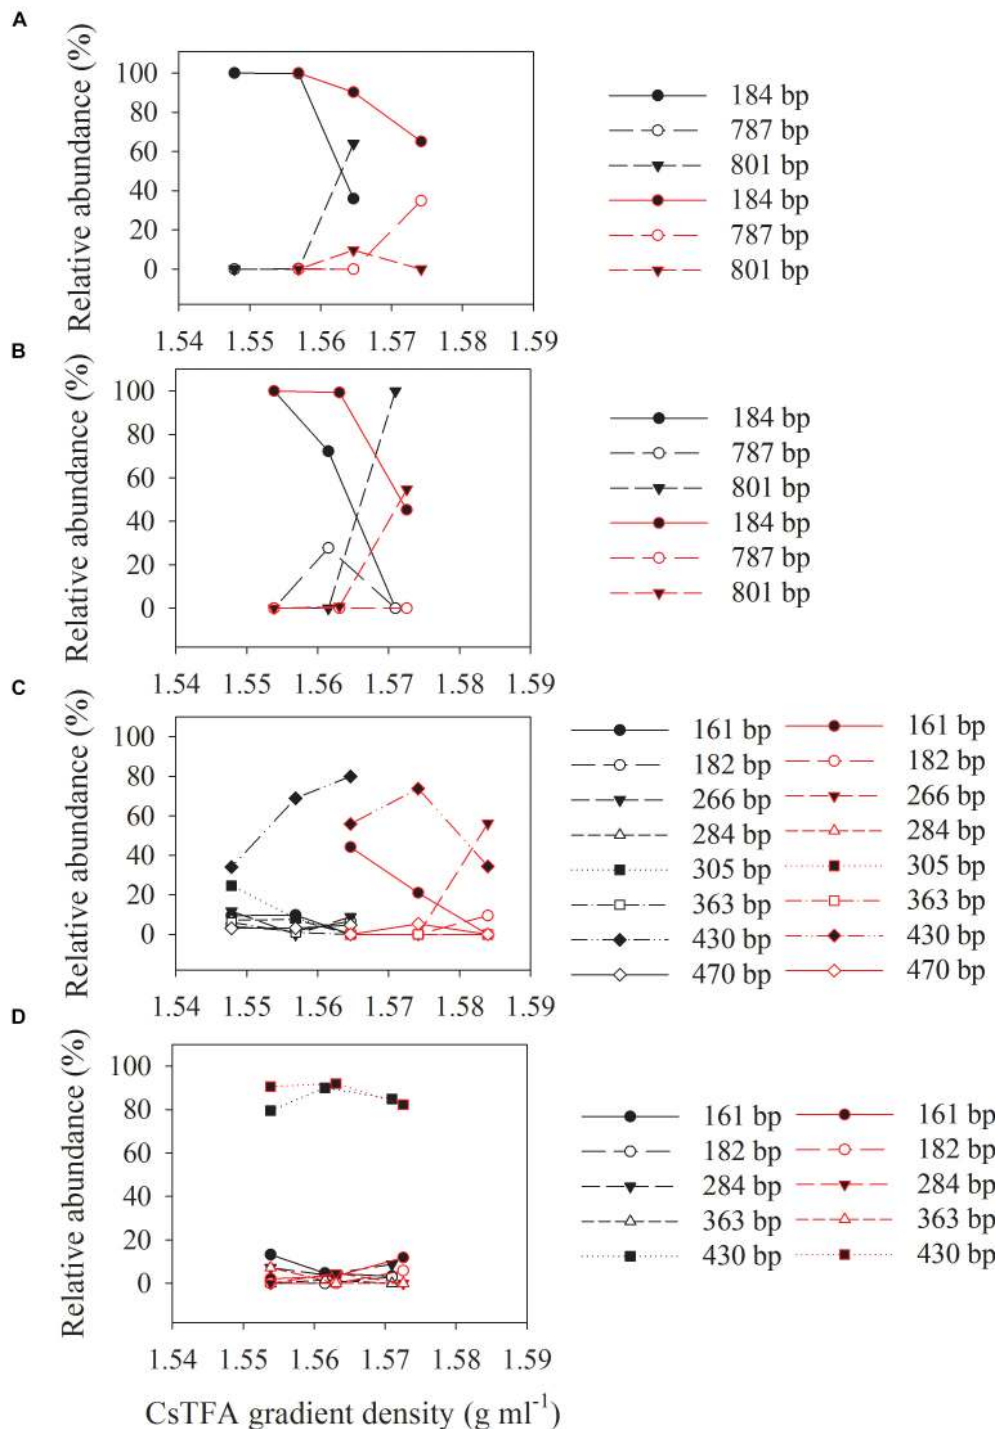 A
Relative abundance (%)
100
80
60
40
20
0
1.54 1.55 1.56 1.57 1.58 1.59
184 bp
787 bp
801 bp
184 bp
787 bp
801 bp
B
Relative abundance (%)
100
80
60
40
20
0
1.54 1.55 1.56 1.57 1.58 1.59
184 bp
787 bp
801 bp
184 bp
787 bp
801 bp
C
Relative abundance (%)
100
80
60
40
20
0
1.54 1.55 1.56 1.57 1.58 1.59
161 bp 161 bp
182 bp 182 bp
266 bp 266 bp
284 bp 284 bp
305 bp 305 bp
363 bp 363 bp
430 bp 430 bp
470 bp 470 bp
D
Relative abundance (%)
100
80
60
40
20
0
1.54 1.55 1.56 1.57 1.58 1.59
161 bp 161 bp
182 bp 182 bp
284 bp 284 bp
363 bp 363 bp
430 bp 430 bp
CsTFA gradient density (g ml⁻¹)